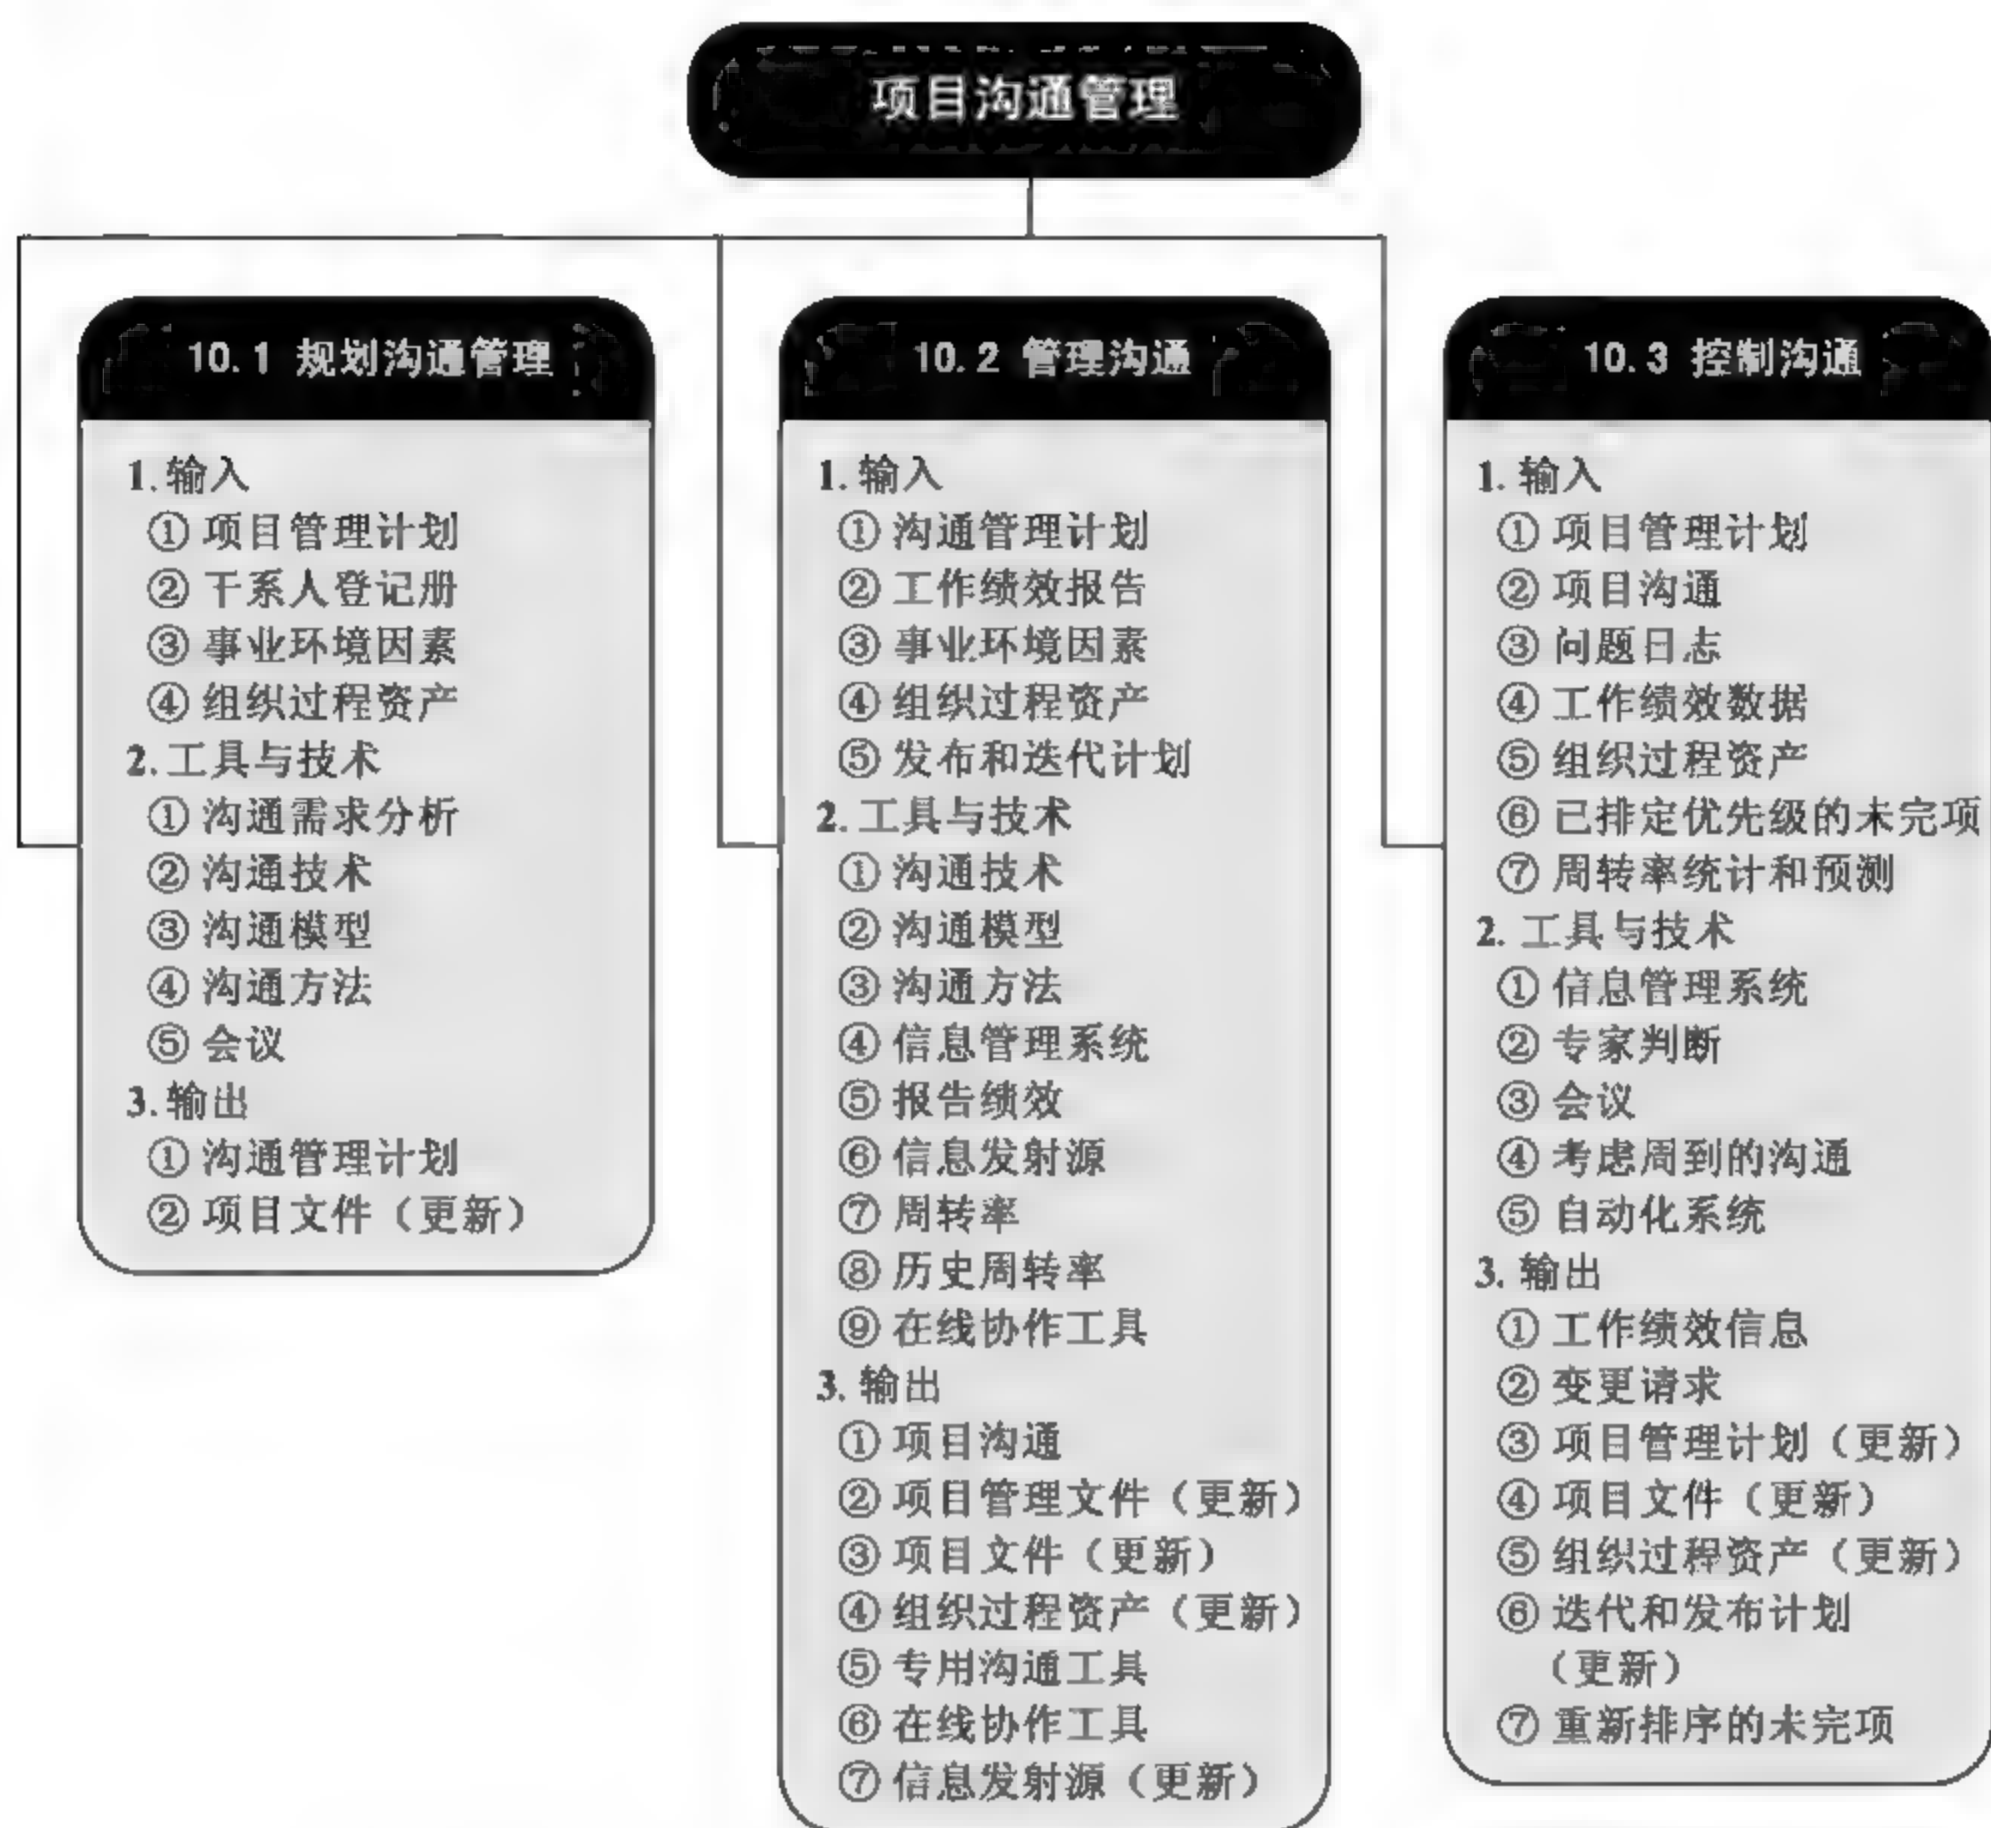 项目沟通管理
10.1 规划沟通管理
1.输入
① 项目管理计划
② 干系人登记册
③ 事业环境因素
④ 组织过程资产
2.工具与技术
① 沟通需求分析
② 沟通技术
③ 沟通模型
④ 沟通方法
⑤ 会议
3.输出
① 沟通管理计划
② 项目文件（更新）
10.2 管理沟通
1.输入
① 沟通管理计划
② 工作绩效报告
③ 事业环境因素
④ 组织过程资产
⑤ 发布和迭代计划
2.工具与技术
① 沟通技术
② 沟通模型
③ 沟通方法
④ 信息管理系统
⑤ 报告绩效
⑥ 信息发射源
⑦ 周转率
⑧ 历史周转率
⑨ 在线协作工具
3.输出
① 项目沟通
② 项目管理文件（更新）
③ 项目文件（更新）
④ 组织过程资产（更新）
⑤ 专用沟通工具
⑥ 在线协作工具
⑦ 信息发射源（更新）
10.3 控制沟通
1.输入
① 项目管理计划
② 项目沟通
③ 问题日志
④ 工作绩效数据
⑤ 组织过程资产
⑥ 已排定优先级的未完项
⑦ 周转率统计和预测
2.工具与技术
① 信息管理系统
② 专家判断
③ 会议
④ 考虑周到的沟通
⑤ 自动化系统
3.输出
① 工作绩效信息
② 变更请求
③ 项目管理计划（更新）
④ 项目文件（更新）
⑤ 组织过程资产（更新）
⑥ 迭代和发布计划
（更新）
⑦ 重新排序的未完项